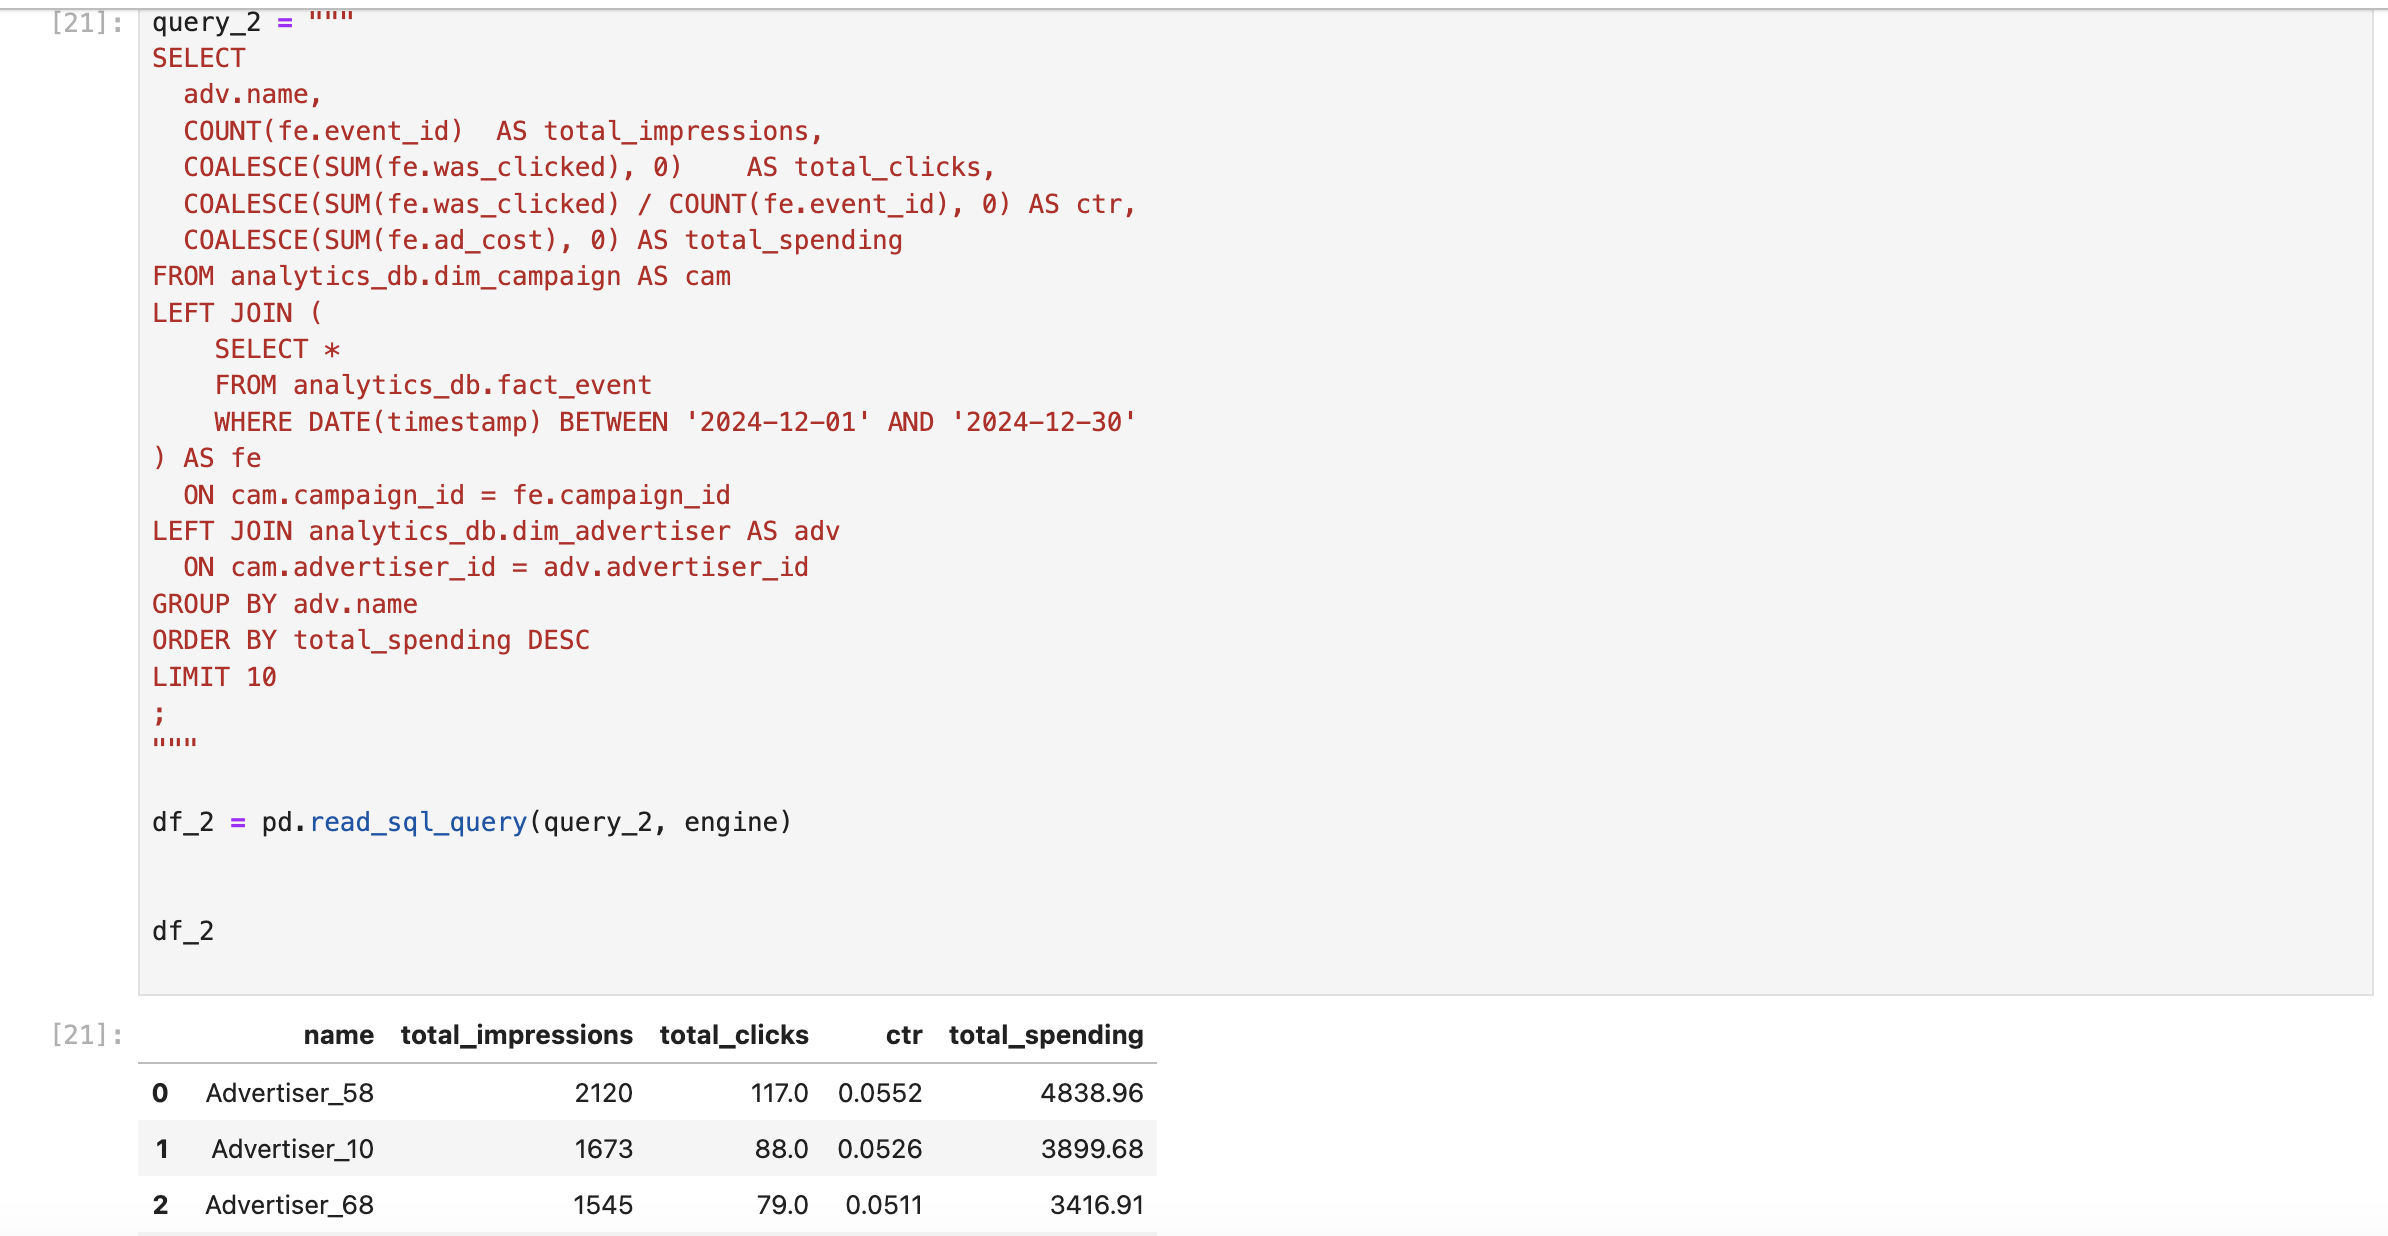 [21]: query_2 = """
SELECT
  adv.name,
  COUNT(fe.event_id)  AS total_impressions,
  COALESCE(SUM(fe.was_clicked), 0)    AS total_clicks,
  COALESCE(SUM(fe.was_clicked) / COUNT(fe.event_id), 0) AS ctr,
  COALESCE(SUM(fe.ad_cost), 0) AS total_spending
FROM analytics_db.dim_campaign AS cam
LEFT JOIN (
    SELECT *
    FROM analytics_db.fact_event
    WHERE DATE(timestamp) BETWEEN '2024-12-01' AND '2024-12-30'
) AS fe
  ON cam.campaign_id = fe.campaign_id
LEFT JOIN analytics_db.dim_advertiser AS adv
  ON cam.advertiser_id = adv.advertiser_id
GROUP BY adv.name
ORDER BY total_spending DESC
LIMIT 10
;
"""
df_2 = pd.read_sql_query(query_2, engine)
df_2
[21]: name total_impressions total_clicks ctr total_spending
0 Advertiser_58 2120 117.0 0.0552 4838.96
1 Advertiser_10 1673 88.0 0.0526 3899.68
2 Advertiser_68 1545 79.0 0.0511 3416.91